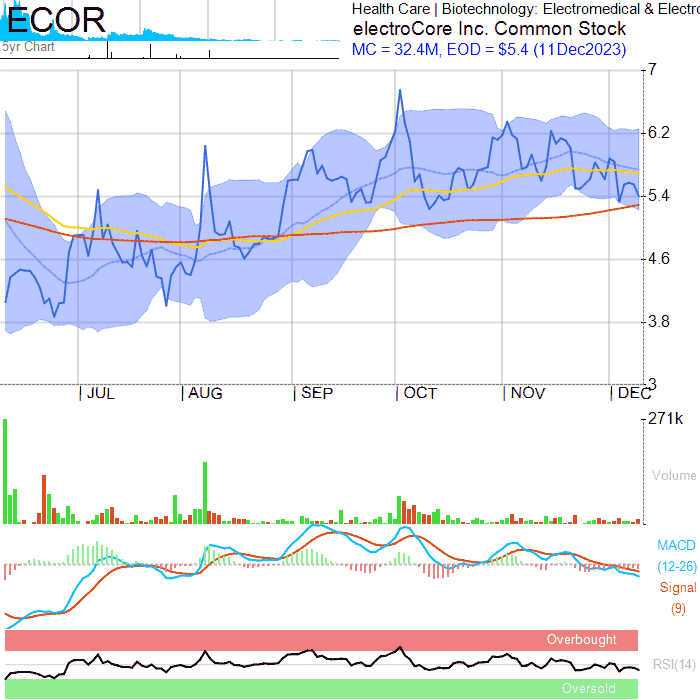 ECOR
5yr Chart
Health Care | Biotechnology: Electromedical & Electro
electroCore Inc. Common Stock
MC = 32.4M, EOD = $5.4 (11Dec2023)
7
6.2
5.4
4.6
3.8
3
JUL AUG SEP OCT NOV DEC
271k
Volume
MACD
(12-26)
Signal
(9)
Overbought
RSI(14)
Oversold